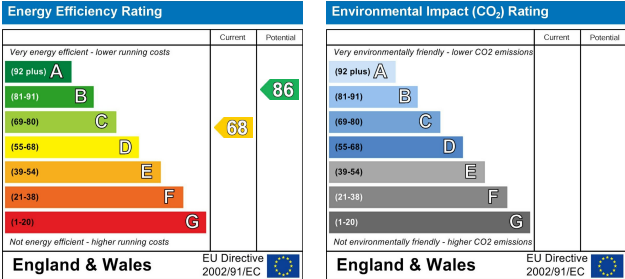 Energy Efficiency Rating
Current Potential
Very energy efficient - lower running costs
(92 plus) A
(81-91) B
(69-80) C
(55-68) D
(39-54) E
(21-38) F
(1-20) G
68
86
Not energy efficient - higher running costs
England & Wales
EU Directive
2002/91/EC
Environmental Impact (CO₂) Rating
Current Potential
Very environmentally friendly - lower CO2 emissions
(92 plus) A
(81-91) B
(69-80) C
(55-68) D
(39-54) E
(21-38) F
(1-20) G
Not environmentally friendly - higher CO2 emissions
England & Wales
EU Directive
2002/91/EC